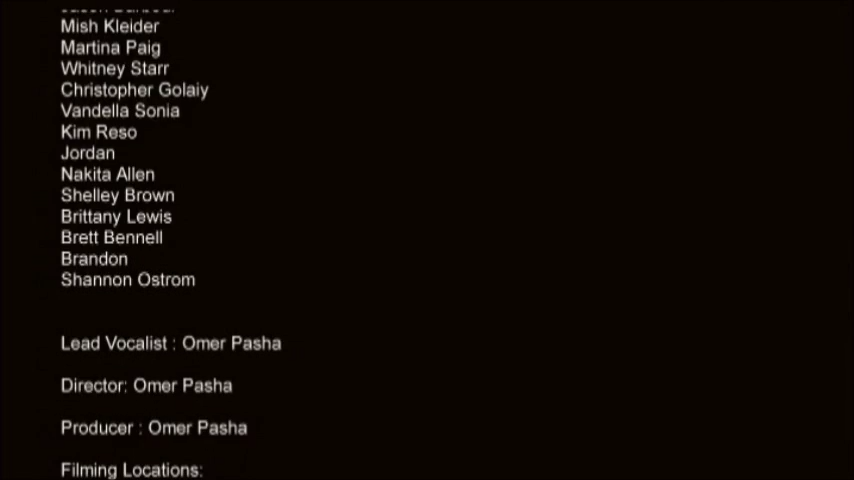 Mish Kleider
Martina Paig
Whitney Starr
Christopher Golaiy
Vandella Sonia
Kim Reso
Jordan
Nakita Allen
Shelley Brown
Brittany Lewis
Brett Bennell
Brandon
Shannon Ostrom
Lead Vocalist : Omer Pasha
Director: Omer Pasha
Producer : Omer Pasha
Filming Locations: